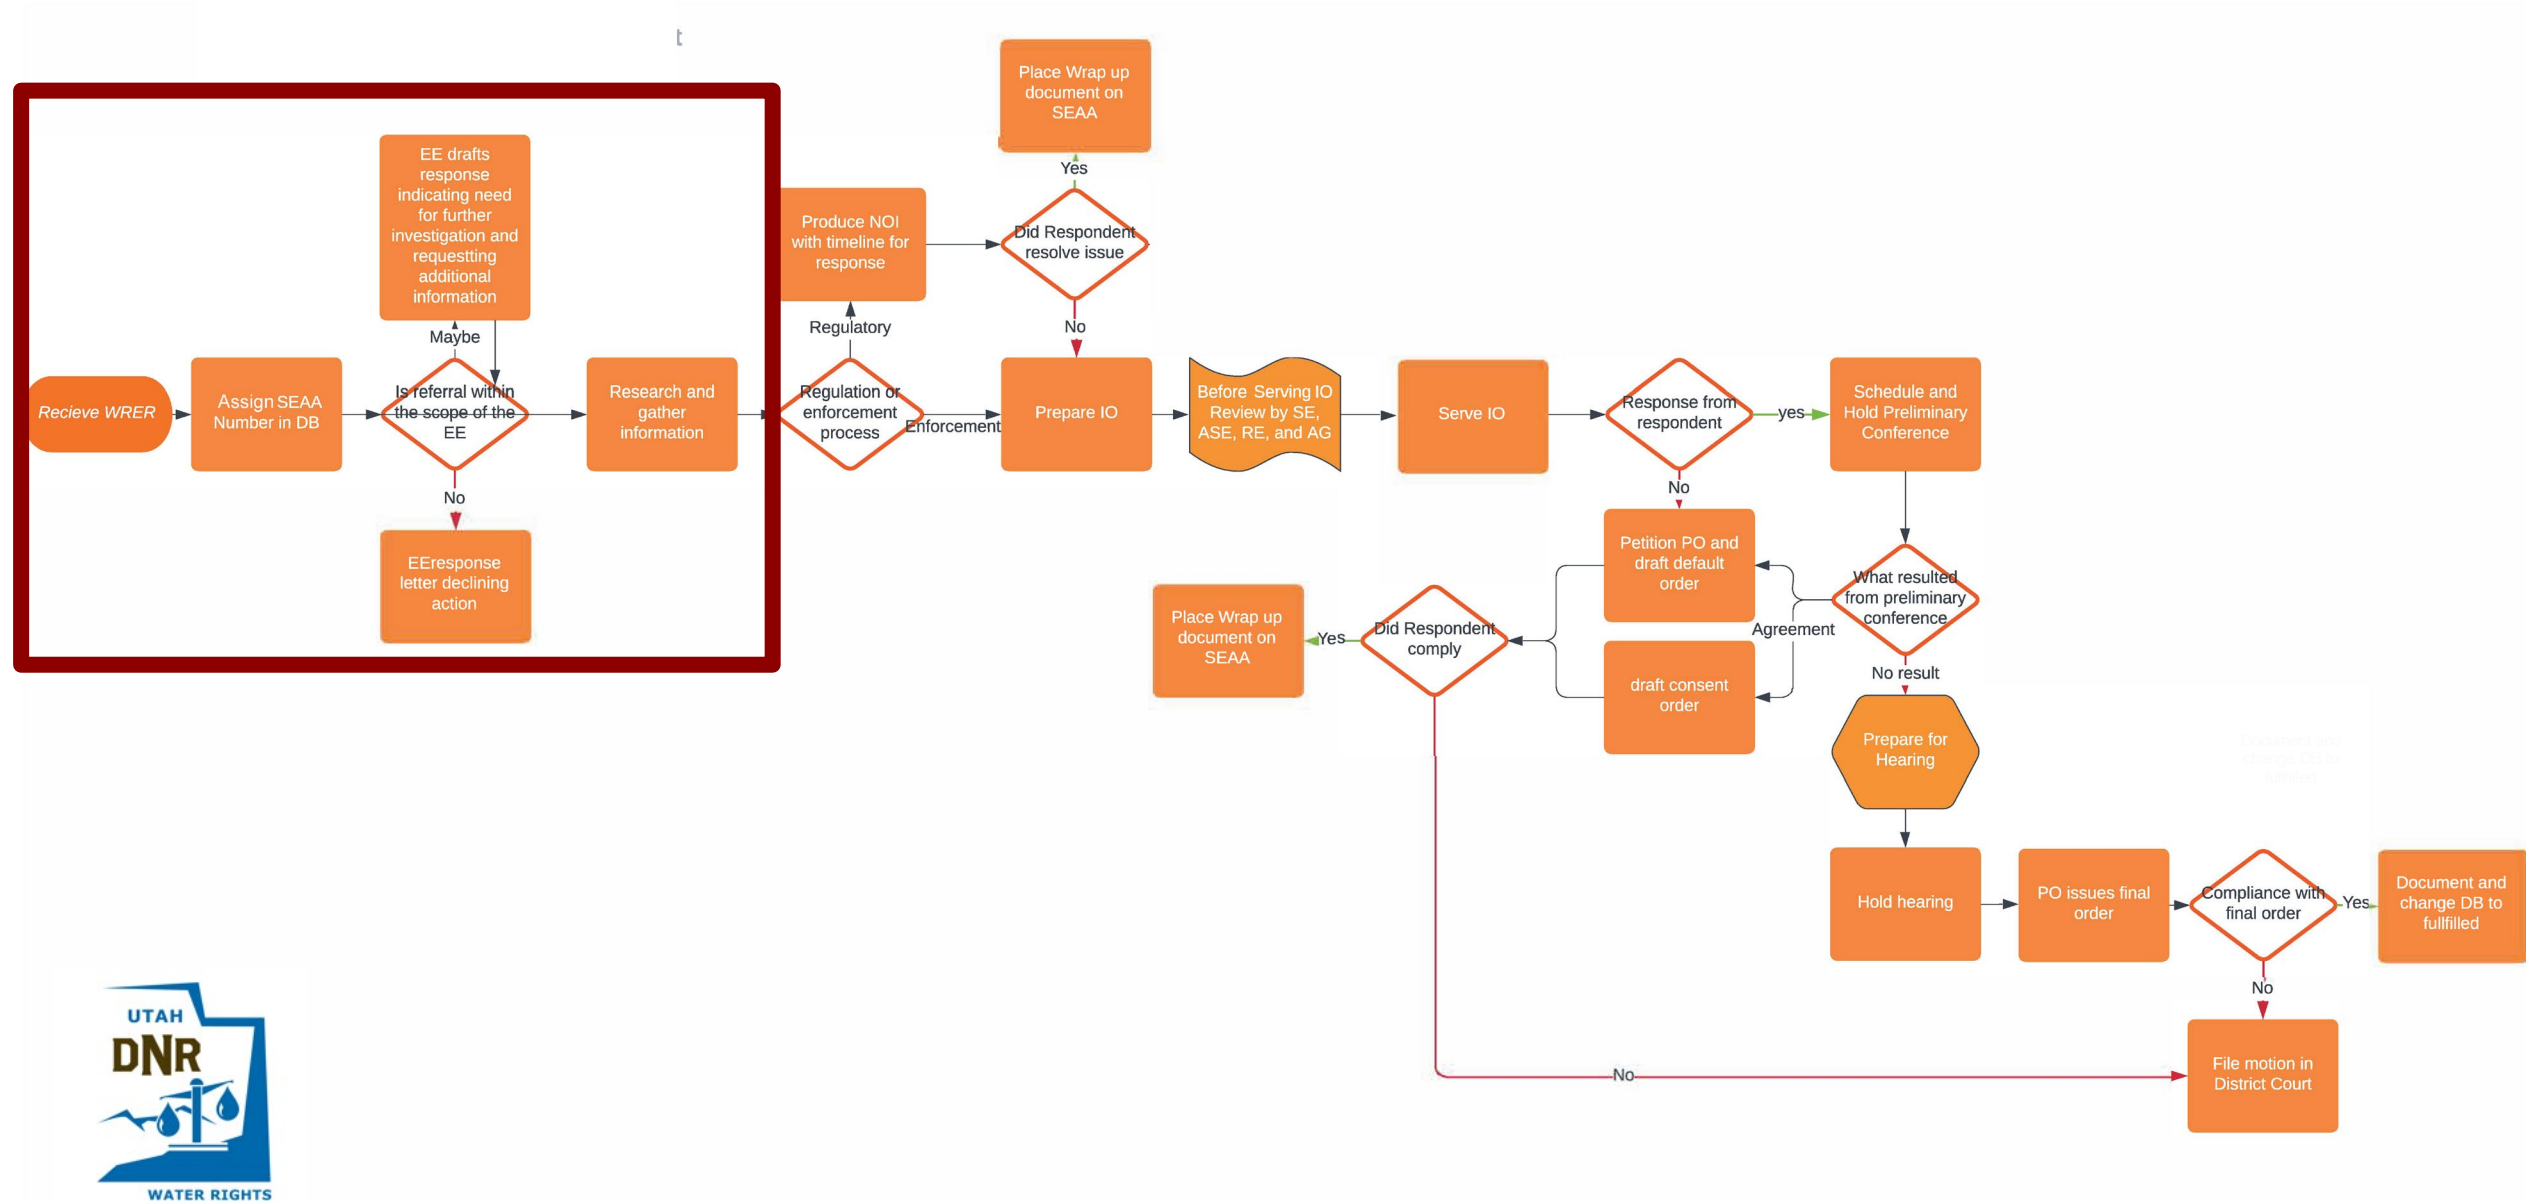 t
Place Wrap up
document on
SEAA
Yes
EE drafts
response
indicating need
for further
investigation and
requestting
additional
information
Maybe
Produce NOI
with timeline for
response
Did Respondent
resolve issue
Regulatory
No
Recieve WRER
Assign SEAA
Number in DB
Is referral within
the scope of the
EE
Research and
gather
information
Regulation or
enforcement
process
Enforcement
Prepare IO
Before Serving IO
Review by SE,
ASE, RE, and AG
Serve IO
Response from
respondent
yes
Schedule and
Hold Preliminary
Conference
No
EEresponse
letter declining
action
No
Petition PO and
draft default
order
What resulted
from preliminary
conference
Agreement
Place Wrap up
document on
SEAA
Yes
Did Respondent
comply
draft consent
order
No result
Prepare for
Hearing
Hold hearing
PO issues final
order
Compliance with
final order
Yes
Document and
change DB to
fullfilled
No
No
File motion in
District Court
UTAH
DNR
WATER RIGHTS